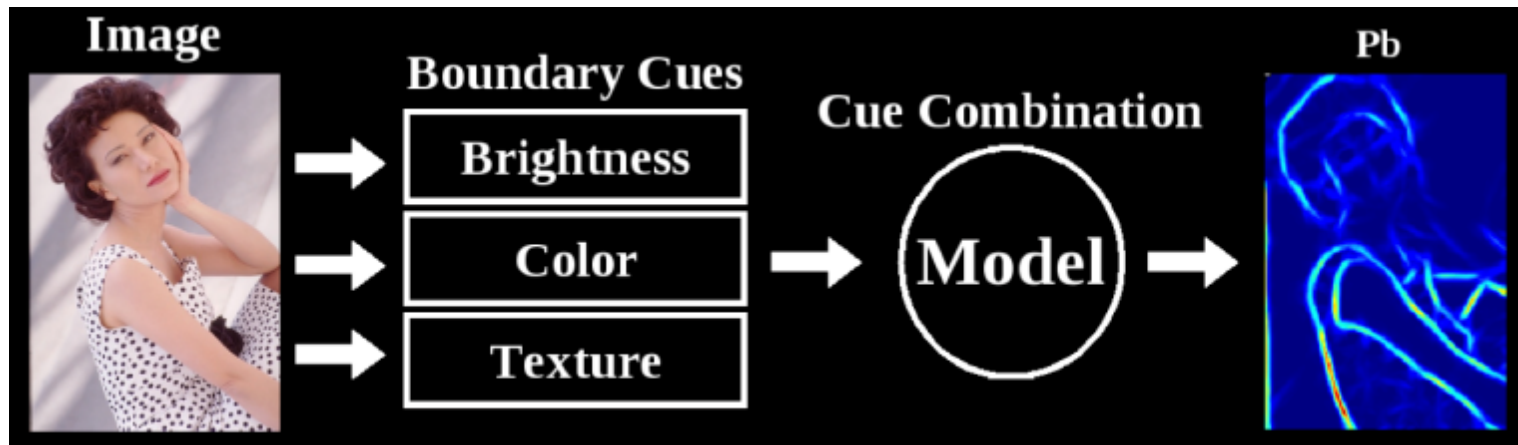 Image
Boundary Cues
Brightness
Color
Texture
Cue Combination
Model
Pb